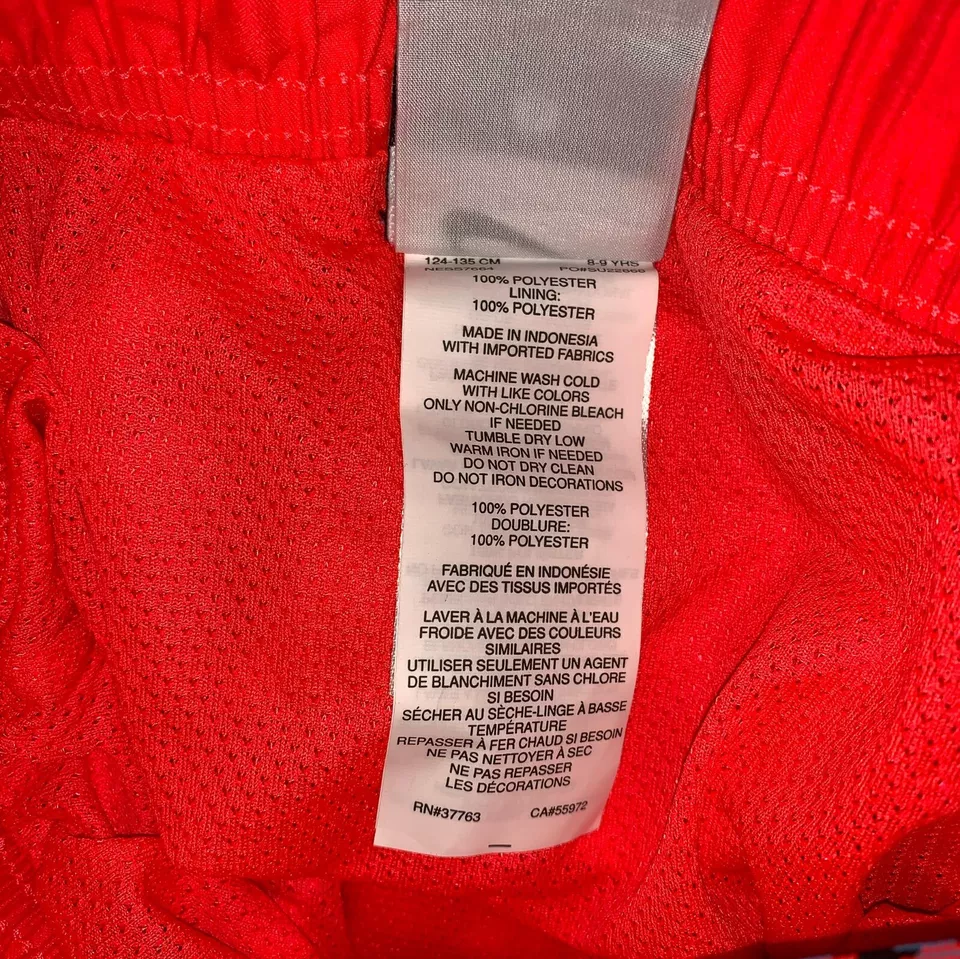 124-135 CM 8-9 YRS
100% POLYESTER
LINING:
100% POLYESTER
MADE IN INDONESIA
WITH IMPORTED FABRICS
MACHINE WASH COLD
WITH LIKE COLORS
ONLY NON-CHLORINE BLEACH
IF NEEDED
TUMBLE DRY LOW
WARM IRON IF NEEDED
DO NOT DRY CLEAN
DO NOT IRON DECORATIONS
100% POLYESTER
DOUBLURE:
100% POLYESTER
FABRIQUÉ EN INDONÉSIE
AVEC DES TISSUS IMPORTÉS
LAVER À LA MACHINE À L'EAU
FROIDE AVEC DES COULEURS
SIMILAIRES
UTILISER SEULEMENT UN AGENT
DE BLANCHIMENT SANS CHLORE
SI BESOIN
SÉCHER AU SÈCHE-LINGE À BASSE
TEMPÉRATURE
REPASSER À FER CHAUD SI BESOIN
NE PAS NETTOYER À SEC
NE PAS REPASSER
LES DÉCORATIONS
RN#37763 CA#55972